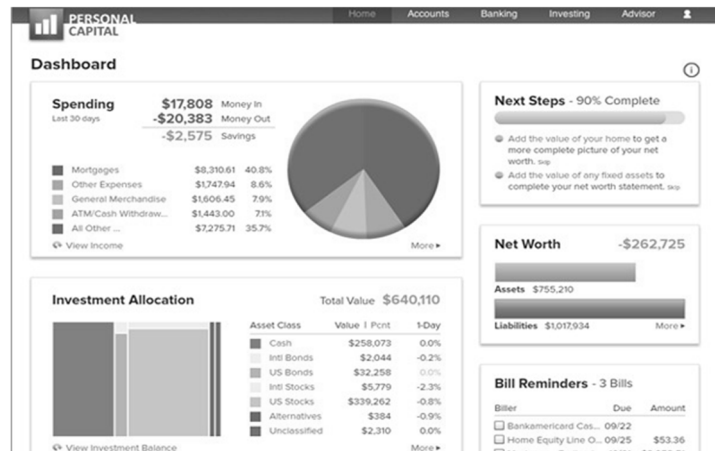 PERSONAL
CAPITAL
Home Accounts Banking Investing Advisor
Dashboard
Spending
Last 30 days
$17,808 Money In
-$20,383 Money Out
-$2,575 Savings
Mortgages $8,310.61 40.8%
Other Expenses $1,747.94 8.6%
General Merchandise $1,606.45 7.9%
ATM/Cash Withdraw... $1,443.00 7.1%
All Other ... $7,275.71 35.7%
View Income
More
Next Steps - 90% Complete
Add the value of your home to get a
more complete picture of your net
worth. Skip
Add the value of any fixed assets to
complete your net worth statement. Skip
Net Worth -$262,725
Assets $755,210
Liabilities $1,017,934 More
Investment Allocation Total Value $640,110
Asset Class Value | Pcnt 1-Day
Cash $258,073 0.0%
Intl Bonds $2,044 -0.2%
US Bonds $32,258 0.0%
Intl Stocks $5,779 -2.3%
US Stocks $339,262 -0.8%
Alternatives $384 -0.9%
Unclassified $2,310 0.0%
View Investment Balance
More
Bill Reminders - 3 Bills
Biller Due Amount
Bankamericard Cas... 09/22
Home Equity Line O... 09/25 $53.36